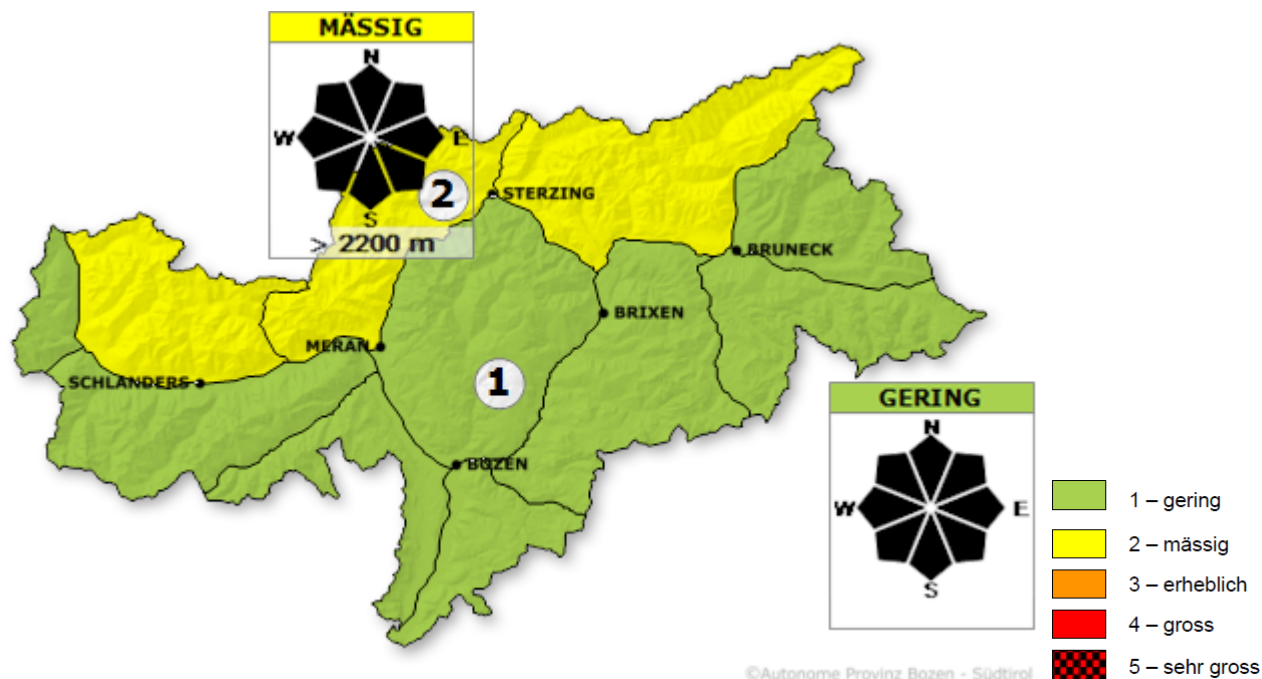 MÄSSIG
N
W
E
S
> 2200 m
2
STERZING
BRUNECK
BRIXEN
MERAN
SCHLANDERS
1
BOZEN
GERING
N
W
E
S
1 – gering
2 – mässig
3 – erheblich
4 – gross
5 – sehr gross
©Autonome Provinz Bozen - Südtirol